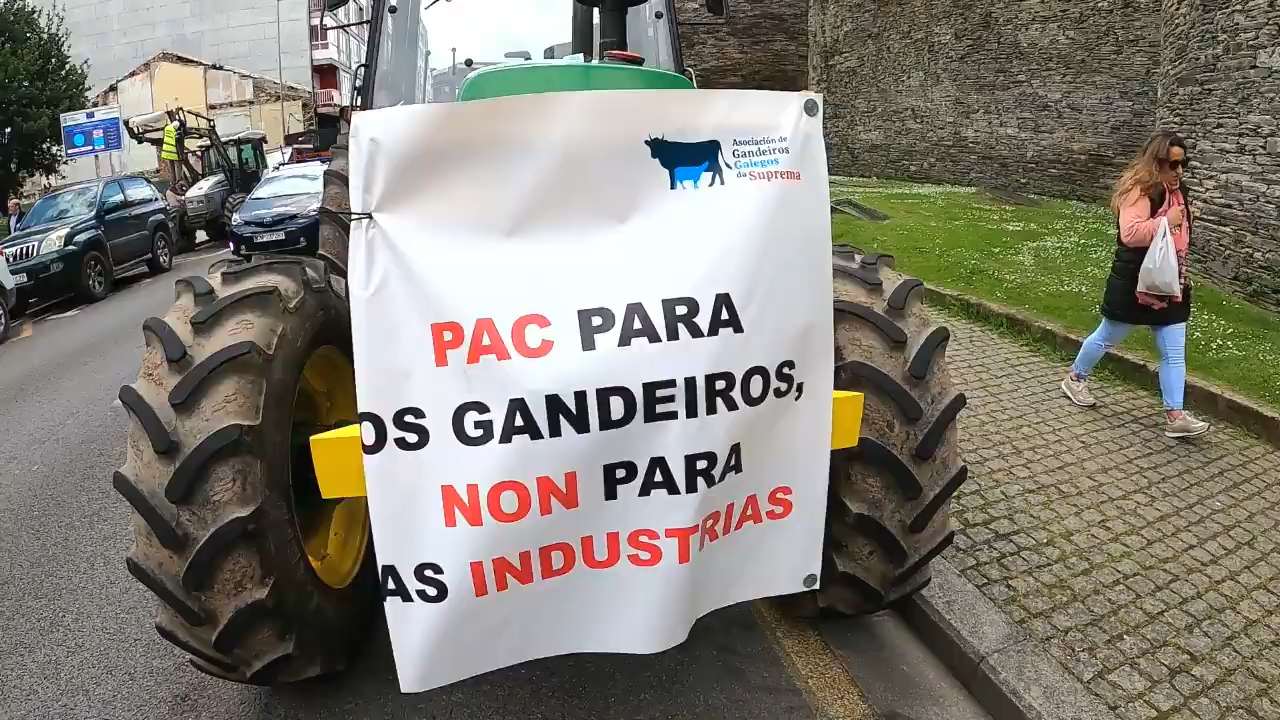 Asociación de
Gandeiros
Galegos
da Suprema
PAC PARA
OS GANDEIROS,
NON PARA
AS INDUSTRIAS